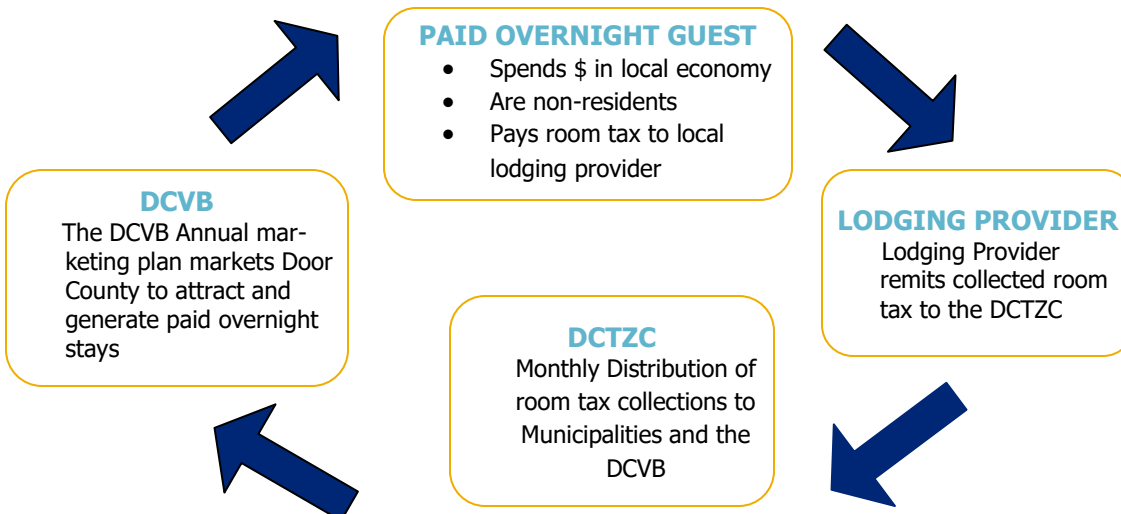 PAID OVERNIGHT GUEST
• Spends $ in local economy
• Are non-residents
• Pays room tax to local
lodging provider
LODGING PROVIDER
Lodging Provider
remits collected room
tax to the DCTZC
DCTZC
Monthly Distribution of
room tax collections to
Municipalities and the
DCVB
DCVB
The DCVB Annual mar-
keting plan markets Door
County to attract and
generate paid overnight
stays